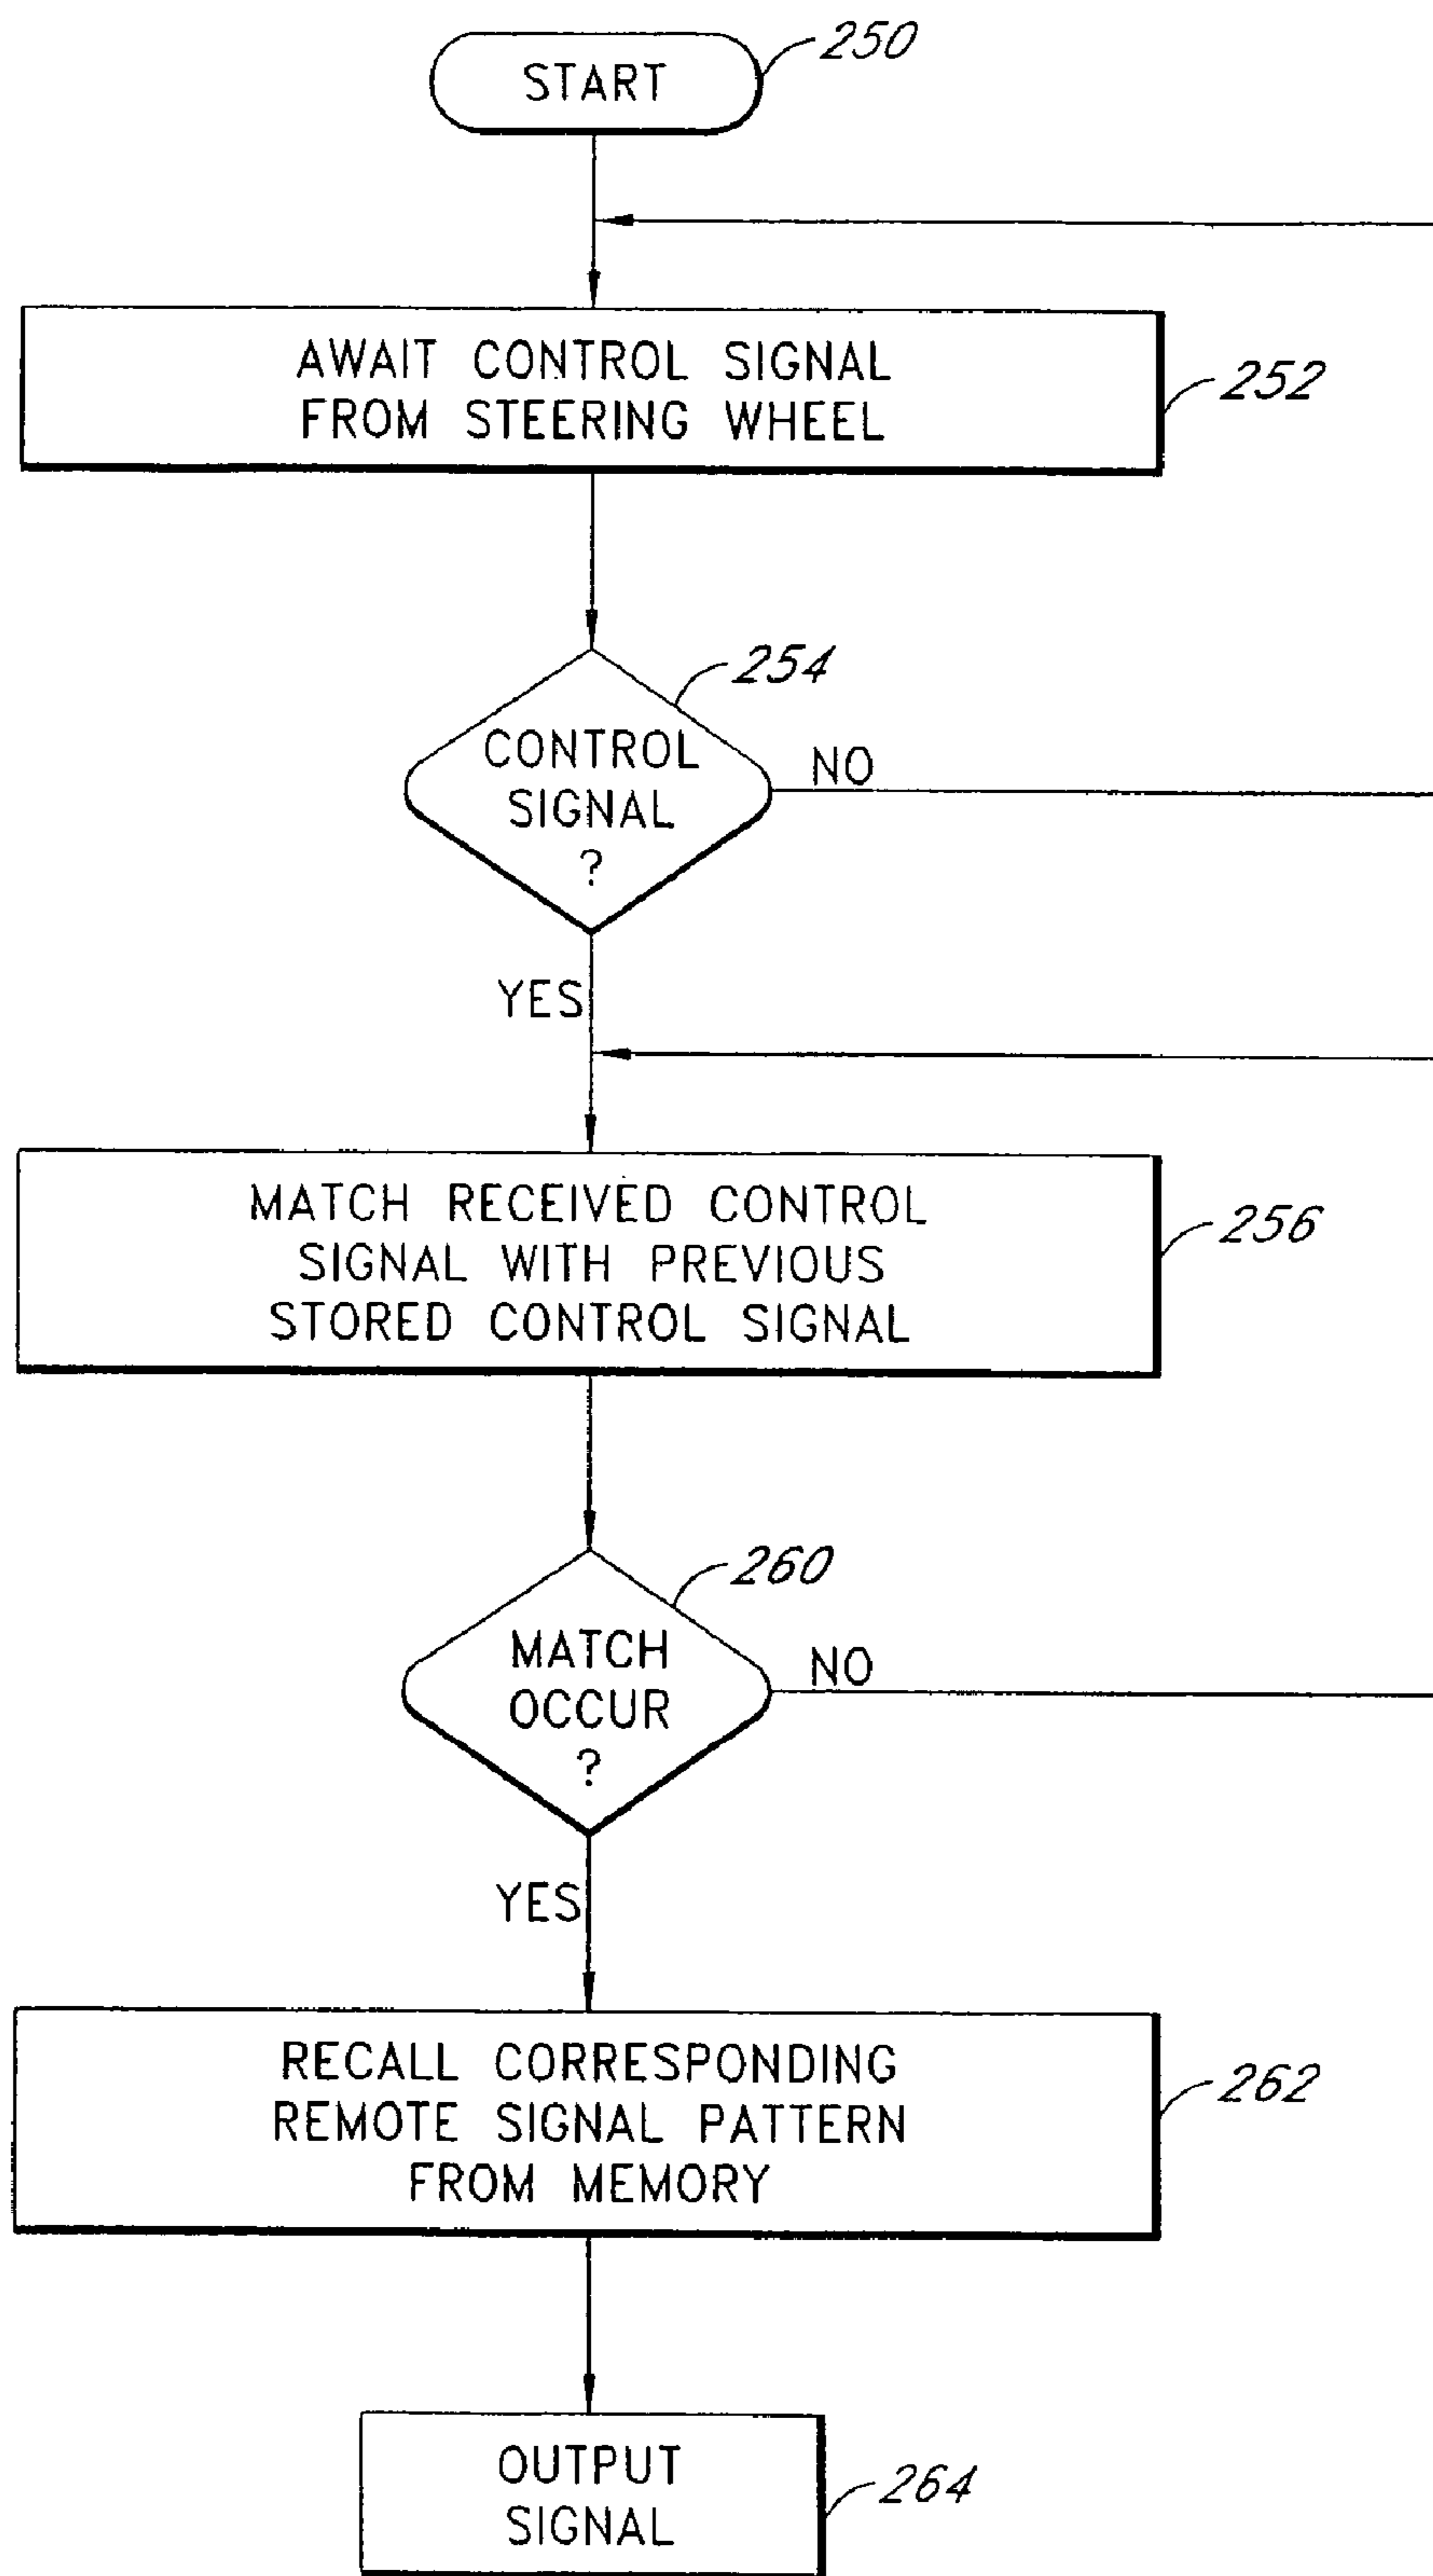 START
250
AWAIT CONTROL SIGNAL
FROM STEERING WHEEL
252
254
CONTROL
SIGNAL
?
NO
YES
MATCH RECEIVED CONTROL
SIGNAL WITH PREVIOUS
STORED CONTROL SIGNAL
256
260
MATCH
OCCUR
?
NO
YES
RECALL CORRESPONDING
REMOTE SIGNAL PATTERN
FROM MEMORY
262
OUTPUT
SIGNAL
264